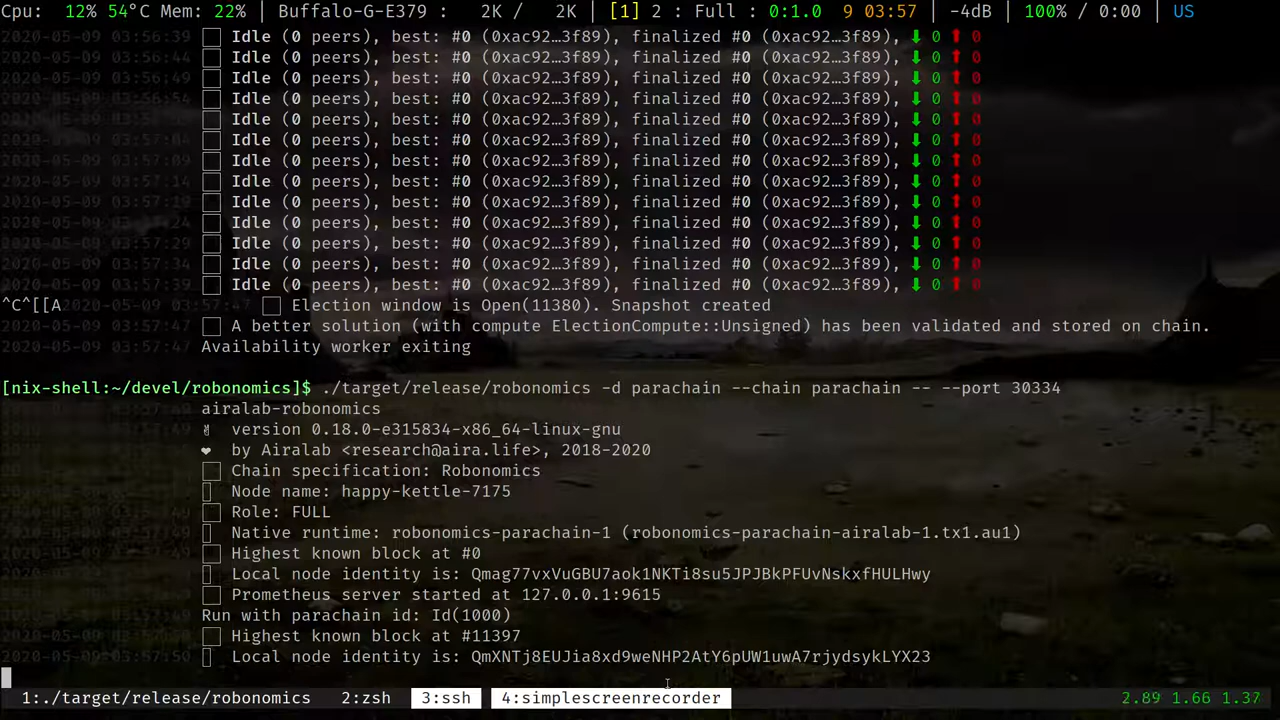 Cpu: 12% 54°C Mem: 22% | Buffalo-G-E379 : 2K / 2K | [1] 2 : Full : 0:1.0 9 03:57 | -4dB | 100% / 0:00 | US
2020-05-09 03:56:39 Idle (0 peers), best: #0 (0xac92…3f89), finalized #0 (0xac92…3f89), ⬇ 0 ⬆ 0
2020-05-09 03:56:44 Idle (0 peers), best: #0 (0xac92…3f89), finalized #0 (0xac92…3f89), ⬇ 0 ⬆ 0
2020-05-09 03:56:49 Idle (0 peers), best: #0 (0xac92…3f89), finalized #0 (0xac92…3f89), ⬇ 0 ⬆ 0
2020-05-09 03:56:54 Idle (0 peers), best: #0 (0xac92…3f89), finalized #0 (0xac92…3f89), ⬇ 0 ⬆ 0
2020-05-09 03:56:59 Idle (0 peers), best: #0 (0xac92…3f89), finalized #0 (0xac92…3f89), ⬇ 0 ⬆ 0
2020-05-09 03:57:04 Idle (0 peers), best: #0 (0xac92…3f89), finalized #0 (0xac92…3f89), ⬇ 0 ⬆ 0
2020-05-09 03:57:09 Idle (0 peers), best: #0 (0xac92…3f89), finalized #0 (0xac92…3f89), ⬇ 0 ⬆ 0
2020-05-09 03:57:14 Idle (0 peers), best: #0 (0xac92…3f89), finalized #0 (0xac92…3f89), ⬇ 0 ⬆ 0
2020-05-09 03:57:19 Idle (0 peers), best: #0 (0xac92…3f89), finalized #0 (0xac92…3f89), ⬇ 0 ⬆ 0
2020-05-09 03:57:24 Idle (0 peers), best: #0 (0xac92…3f89), finalized #0 (0xac92…3f89), ⬇ 0 ⬆ 0
2020-05-09 03:57:29 Idle (0 peers), best: #0 (0xac92…3f89), finalized #0 (0xac92…3f89), ⬇ 0 ⬆ 0
2020-05-09 03:57:34 Idle (0 peers), best: #0 (0xac92…3f89), finalized #0 (0xac92…3f89), ⬇ 0 ⬆ 0
Idle (0 peers), best: #0 (0xac92…3f89), finalized #0 (0xac92…3f89), ⬇ 0 ⬆ 0
^C^[[A2020-05-09 03:57:47 Election window is Open(11380). Snapshot created
2020-05-09 03:57:47 A better solution (with compute ElectionCompute::Unsigned) has been validated and stored on chain.
2020-05-09 03:57:47 Availability worker exiting
[nix-shell:~/devel/robonomics]$ ./target/release/robonomics -d parachain --chain parachain -- --port 30334
2020-05-09 03:57:49 airalab-robonomics
2020-05-09 03:57:49 ✌ version 0.18.0-e315834-x86_64-linux-gnu
2020-05-09 03:57:49 ❤ by Airalab <research@aira.life>, 2018-2020
2020-05-09 03:57:49 Chain specification: Robonomics
2020-05-09 03:57:49 Node name: happy-kettle-7175
2020-05-09 03:57:49 Role: FULL
2020-05-09 03:57:49 Native runtime: robonomics-parachain-1 (robonomics-parachain-airalab-1.tx1.au1)
2020-05-09 03:57:49 Highest known block at #0
Local node identity is: Qmag77vxVuGBU7aok1NKTi8su5JPJBkPFUvNskxfHULHwy
Prometheus server started at 127.0.0.1:9615
Run with parachain id: Id(1000)
2020-05-09 03:57:50 Highest known block at #11397
2020-05-09 03:57:50 Local node identity is: QmXNTj8EUJia8xd9weNHP2AtY6pUW1uwA7rjydsykLYX23
1:./target/release/robonomics 2:zsh 3:ssh 4:simplescreenrecorder 2.89 1.66 1.37